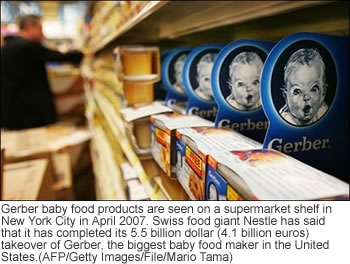 Gerber
Gerber
Gerber baby food products are seen on a supermarket shelf in
New York City in April 2007. Swiss food giant Nestle has said
that it has completed its 5.5 billion dollar (4.1 billion euros)
takeover of Gerber, the biggest baby food maker in the United
States.(AFP/Getty Images/File/Mario Tama)